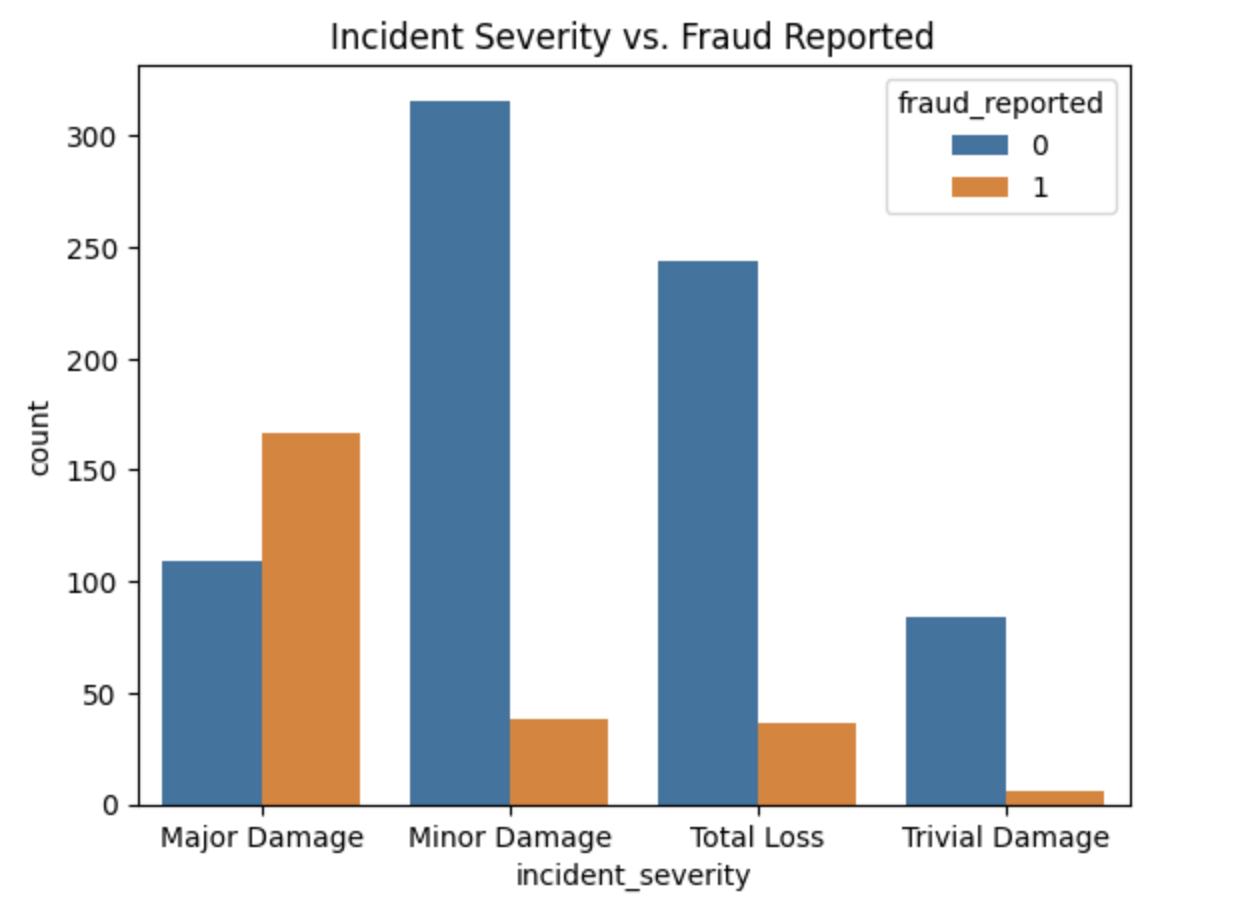 Incident Severity vs. Fraud Reported
fraud_reported
0
1
300
250
200
150
100
50
0
count
Major Damage Minor Damage Total Loss Trivial Damage
incident_severity